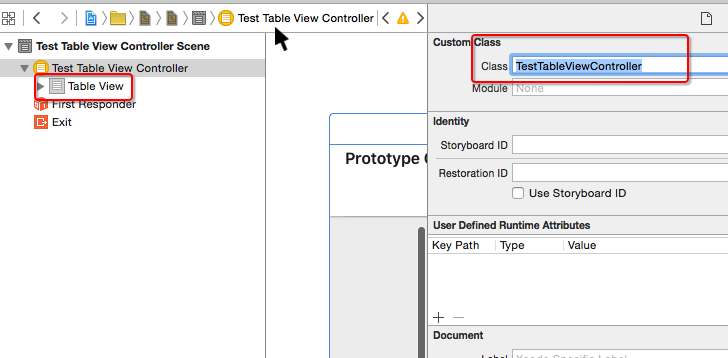 Test Table View Controller
Test Table View Controller Scene
Test Table View Controller
Table View
First Responder
Exit
Prototype C
Custom Class
Class TestTableViewController
Module None
Identity
Storyboard ID
Restoration ID
Use Storyboard ID
User Defined Runtime Attributes
Key Path Type Value
Document
Label Xcode Specific Label